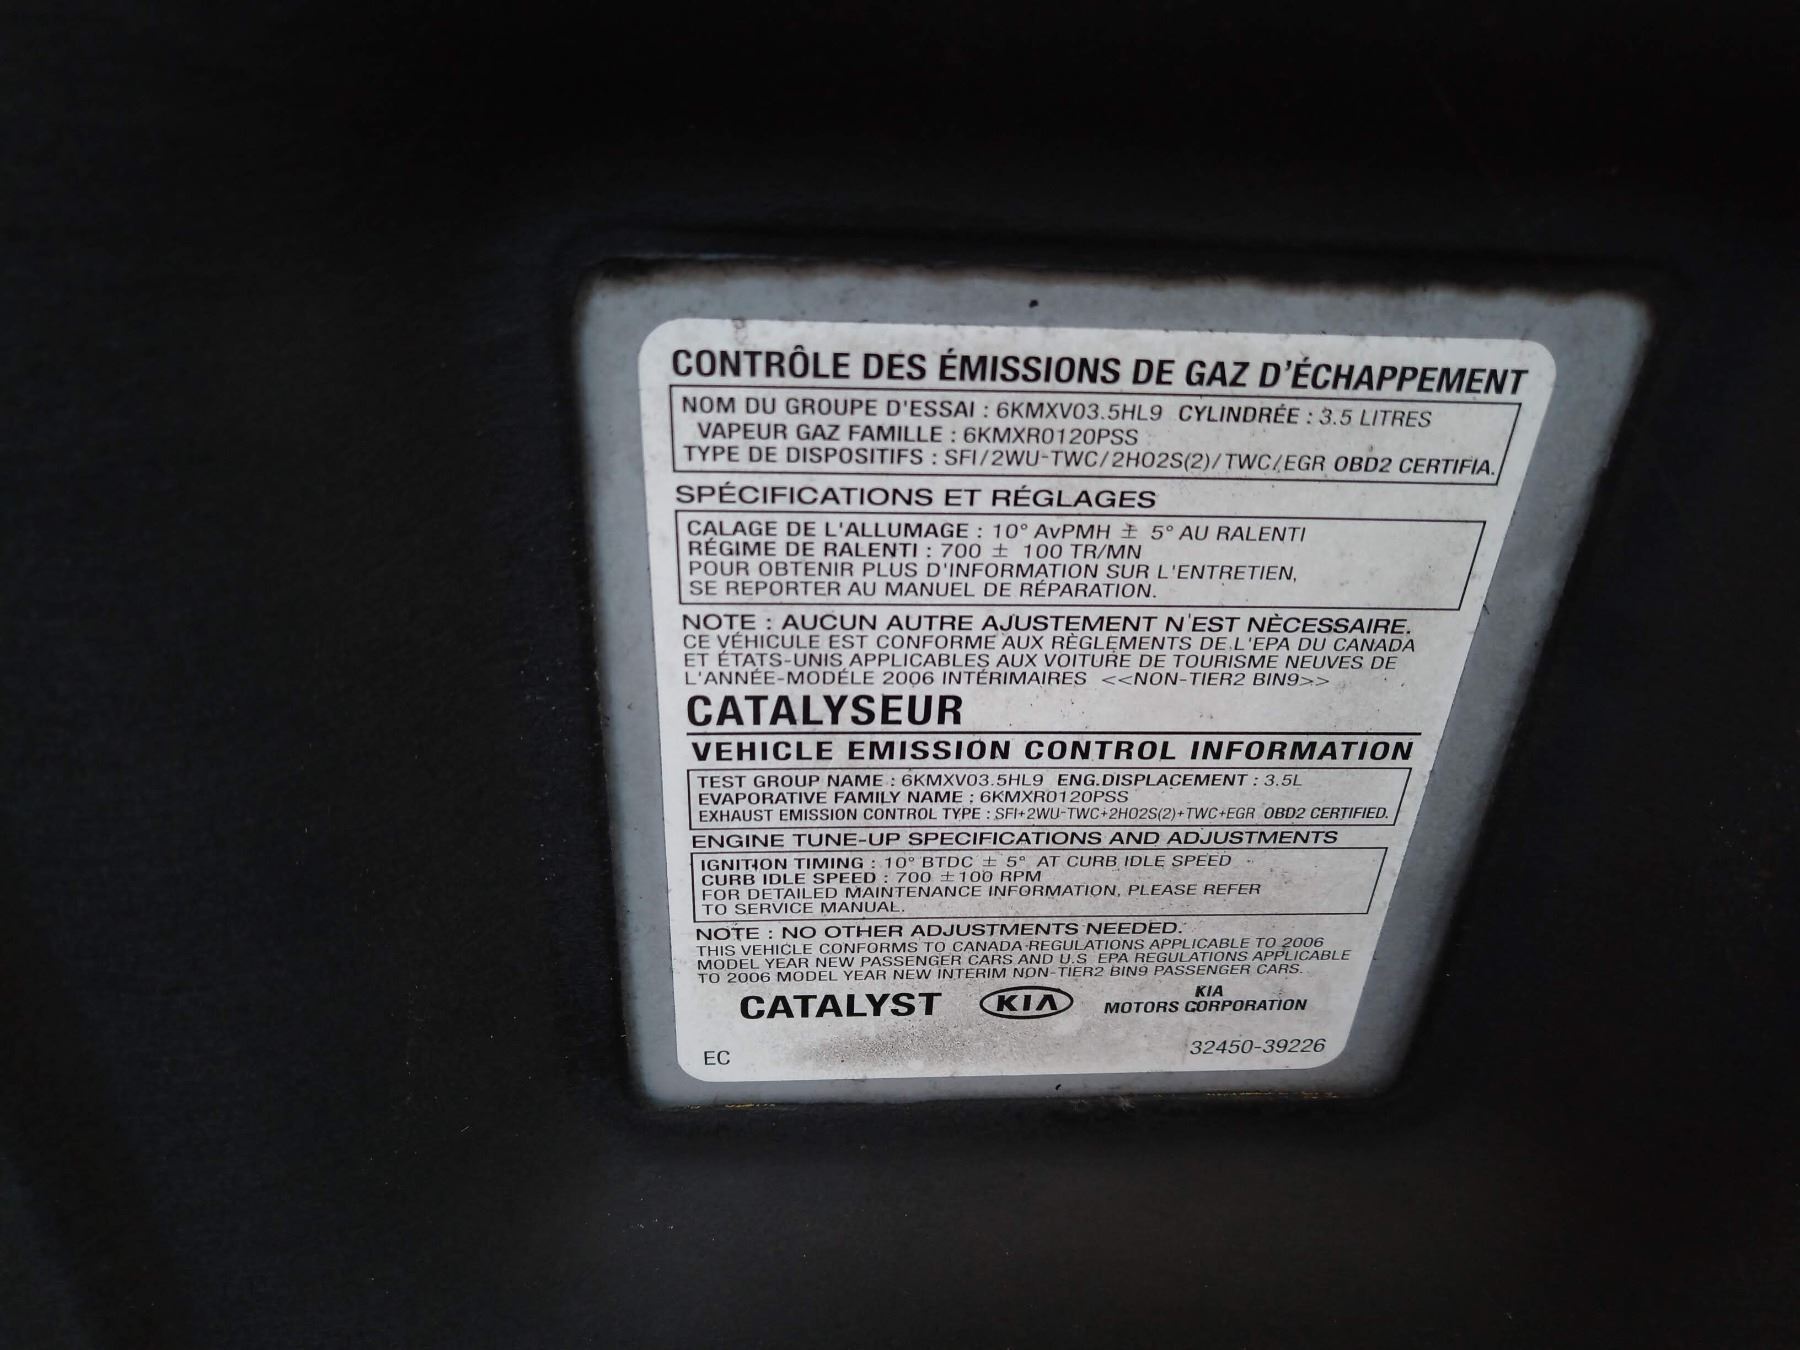 CONTRÔLE DES ÉMISSIONS DE GAZ D'ÉCHAPPEMENT
NOM DU GROUPE D'ESSAI : 6KMXV03.5HL9 CYLINDRÉE : 3.5 LITRES
VAPEUR GAZ FAMILLE : 6KMXR0120PSS
TYPE DE DISPOSITIFS : SFI/2WU-TWC/2HO2S(2)/TWC/EGR OBD2 CERTIFIA.
SPÉCIFICATIONS ET RÉGLAGES
CALAGE DE L'ALLUMAGE : 10° AvPMH ± 5° AU RALENTI
RÉGIME DE RALENTI : 700 ± 100 TR/MN
POUR OBTENIR PLUS D'INFORMATION SUR L'ENTRETIEN,
SE REPORTER AU MANUEL DE RÉPARATION.
NOTE : AUCUN AUTRE AJUSTEMENT N'EST NÈCESSAIRE.
CE VÉHICULE EST CONFORME AUX RÈGLEMENTS DE L'EPA DU CANADA
ET ÉTATS-UNIS APPLICABLES AUX VOITURE DE TOURISME NEUVES DE
L'ANNÉE-MODÉLE 2006 INTÉRIMAIRES <<NON-TIER2 BIN9>>
CATALYSEUR
VEHICLE EMISSION CONTROL INFORMATION
TEST GROUP NAME : 6KMXV03.5HL9 ENG.DISPLACEMENT : 3.5L
EVAPORATIVE FAMILY NAME : 6KMXR0120PSS
EXHAUST EMISSION CONTROL TYPE : SFI+2WU-TWC+2HO2S(2)+TWC+EGR OBD2 CERTIFIED.
ENGINE TUNE-UP SPECIFICATIONS AND ADJUSTMENTS
IGNITION TIMING : 10° BTDC ± 5° AT CURB IDLE SPEED
CURB IDLE SPEED : 700 ±100 RPM
FOR DETAILED MAINTENANCE INFORMATION, PLEASE REFER
TO SERVICE MANUAL.
NOTE : NO OTHER ADJUSTMENTS NEEDED.
THIS VEHICLE CONFORMS TO CANADA REGULATIONS APPLICABLE TO 2006
MODEL YEAR NEW PASSENGER CARS AND U.S EPA REGULATIONS APPLICABLE
TO 2006 MODEL YEAR NEW INTERIM NON-TIER2 BIN9 PASSENGER CARS.
CATALYST KIA KIA
MOTORS CORPORATION
EC 32450-39226